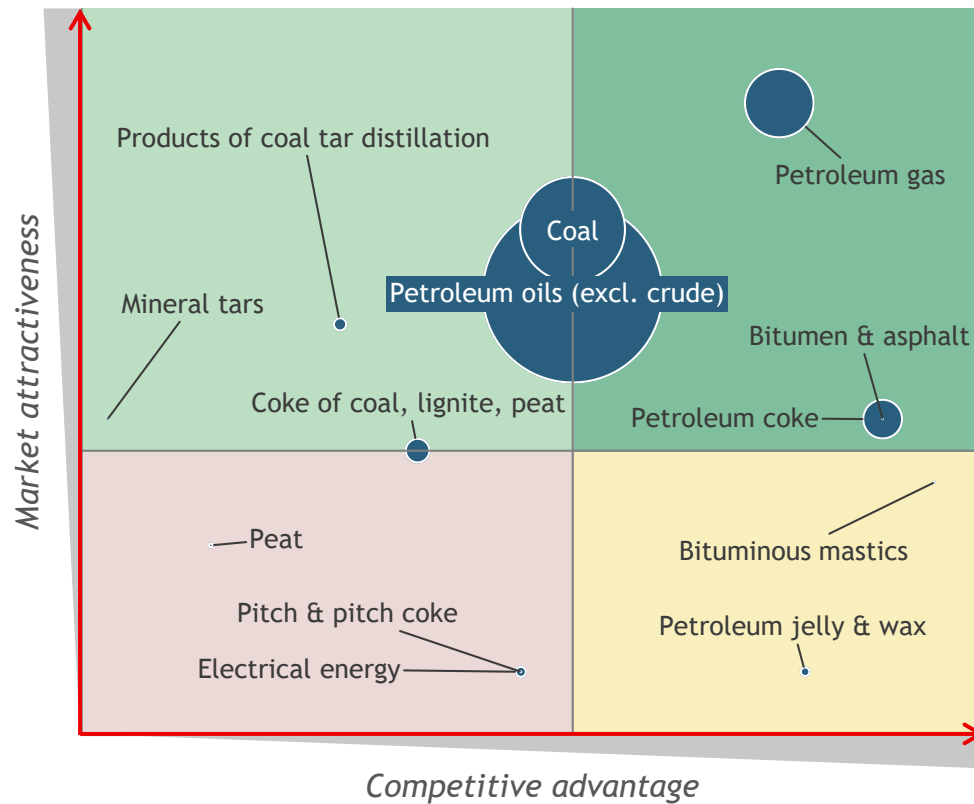 Products of coal tar distillation
Petroleum gas
Coal
Petroleum oils (excl. crude)
Mineral tars
Bitumen & asphalt
Coke of coal, lignite, peat
Petroleum coke
Peat
Bituminous mastics
Pitch & pitch coke
Petroleum jelly & wax
Electrical energy
Market attractiveness
Competitive advantage